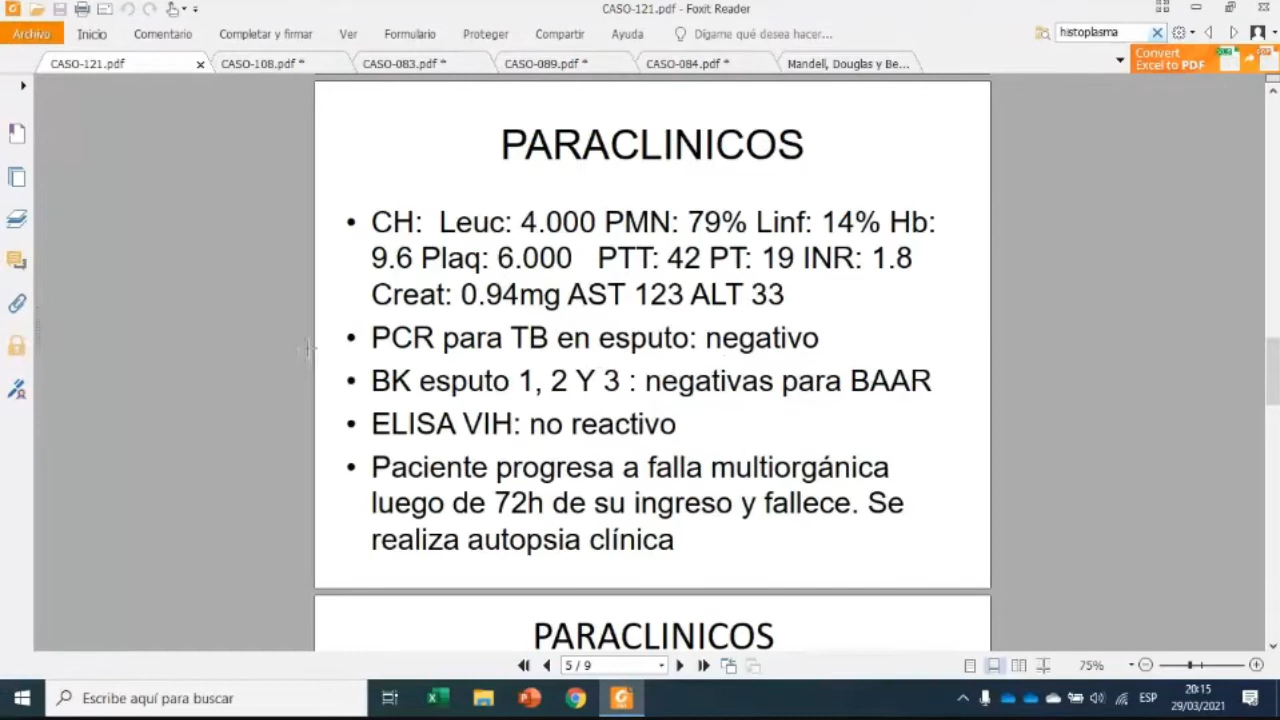 CASO-121.pdf - Foxit Reader
Archivo Inicio Comentario Completar y firmar Ver Formulario Proteger Compartir Ayuda Dígame qué desea hacer... histoplasma
CASO-121.pdf CASO-108.pdf * CASO-083.pdf * CASO-089.pdf * CASO-084.pdf * Mandell, Douglas y Be...
Convert
Excel to PDF
PARACLINICOS
• CH: Leuc: 4.000 PMN: 79% Linf: 14% Hb:
9.6 Plaq: 6.000 PTT: 42 PT: 19 INR: 1.8
Creat: 0.94mg AST 123 ALT 33
• PCR para TB en esputo: negativo
• BK esputo 1, 2 Y 3 : negativas para BAAR
• ELISA VIH: no reactivo
• Paciente progresa a falla multiorgánica
luego de 72h de su ingreso y fallece. Se
realiza autopsia clínica
PARACLINICOS
5 / 9
75%
Escribe aquí para buscar
ESP
20:15
29/03/2021